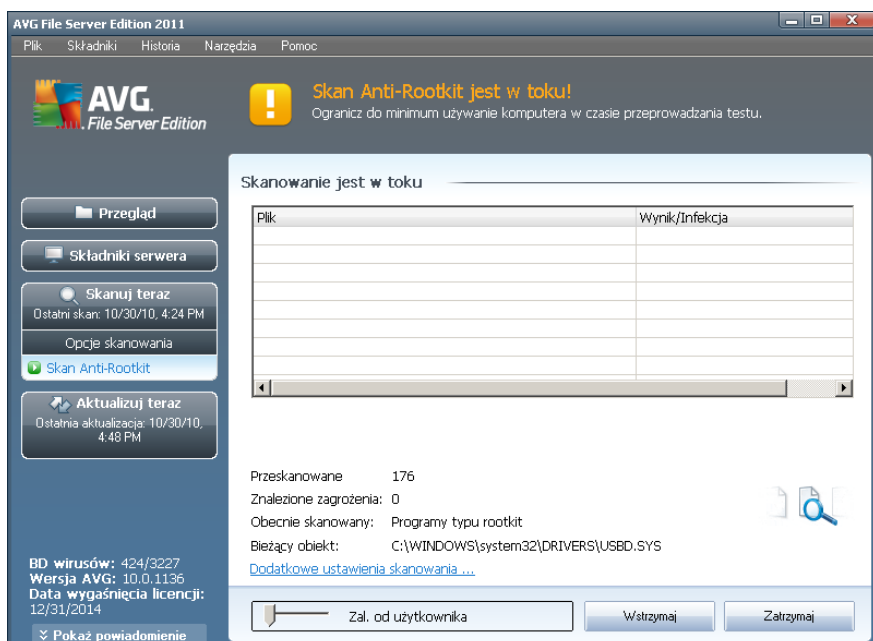 AVG File Server Edition 2011
Plik Składniki Historia Narzędzia Pomoc
AVG.
File Server Edition
Skan Anti-Rootkit jest w toku!
Ogranicz do minimum używanie komputera w czasie przeprowadzania testu.
Przegląd
Składniki serwera
Skanuj teraz
Ostatni skan: 10/30/10, 4:24 PM
Opcje skanowania
Skan Anti-Rootkit
Aktualizuj teraz
Ostatnia aktualizacja: 10/30/10,
4:48 PM
BD wirusów: 424/3227
Wersja AVG: 10.0.1136
Data wygaśnięcia licencji:
12/31/2014
Pokaż powiadomienie
Skanowanie jest w toku
Plik Wynik/Infekcja
Przeskanowane 176
Znalezione zagrożenia: 0
Obecnie skanowany: Programy typu rootkit
Bieżący obiekt: C:\WINDOWS\system32\DRIVERS\USBD.SYS
Dodatkowe ustawienia skanowania ...
Zal. od użytkownika Wstrzymaj Zatrzymaj